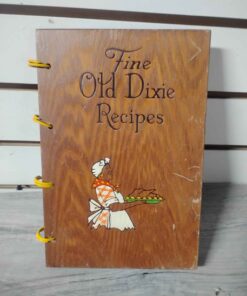 Fine
Old Dixie
Recipes